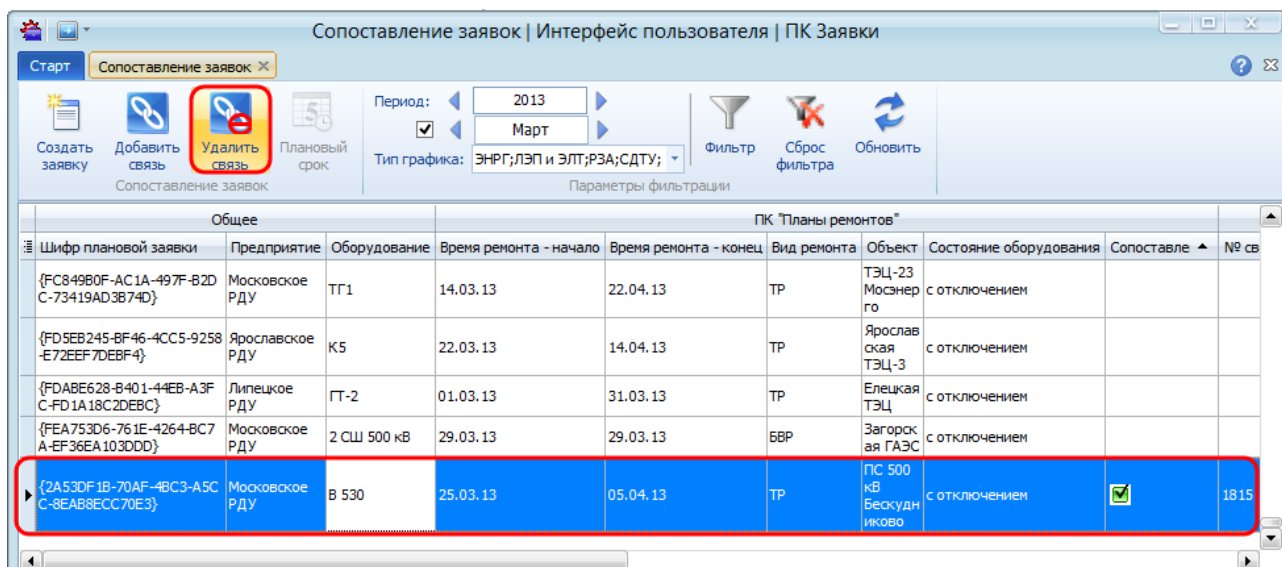 Сопоставление заявок | Интерфейс пользователя | ПК Заявки
Старт
Сопоставление заявок
Создать заявку
Добавить связь
Удалить связь
Плановый срок
Сопоставление заявок
Период:
2013
Март
Тип графика: ЭНРГ;ЛЭП и ЭЛТ;РЗА;СДТУ;
Фильтр
Сброс фильтра
Обновить
Параметры фильтрации
Общее
ПК "Планы ремонтов"
Шифр плановой заявки Предприятие Оборудование Время ремонта - начало Время ремонта - конец Вид ремонта Объект Состояние оборудования Сопоставле № св
{FC849B0F-AC1A-497F-B2D Московское ТЭЦ-23
C-73419AD3B74D} РДУ ТГ1 14.03.13 22.04.13 ТР Мосэнер с отключением
го
{FD5EB245-BF46-4CC5-9258 Ярославское Ярослав
-E72EEF7DEBF4} РДУ К5 22.03.13 14.04.13 ТР ская с отключением
ТЭЦ-3
{FDABE628-B401-44EB-A3F Липецкое ГТ-2 01.03.13 31.03.13 ТР Елецкая с отключением
C-FD1A18C2DEBC} РДУ ТЭЦ
{FEA753D6-761E-4264-BC7 Московское 2 СШ 500 кВ 29.03.13 29.03.13 БВР Загорск с отключением
A-EF36EA103DDD} РДУ ая ГАЭС
ПС 500
{2A53DF1B-70AF-4BC3-A5C Московское В 530 25.03.13 05.04.13 ТР кВ с отключением 1815
C-8EAB8ECC70E3} РДУ Бескудн
иково